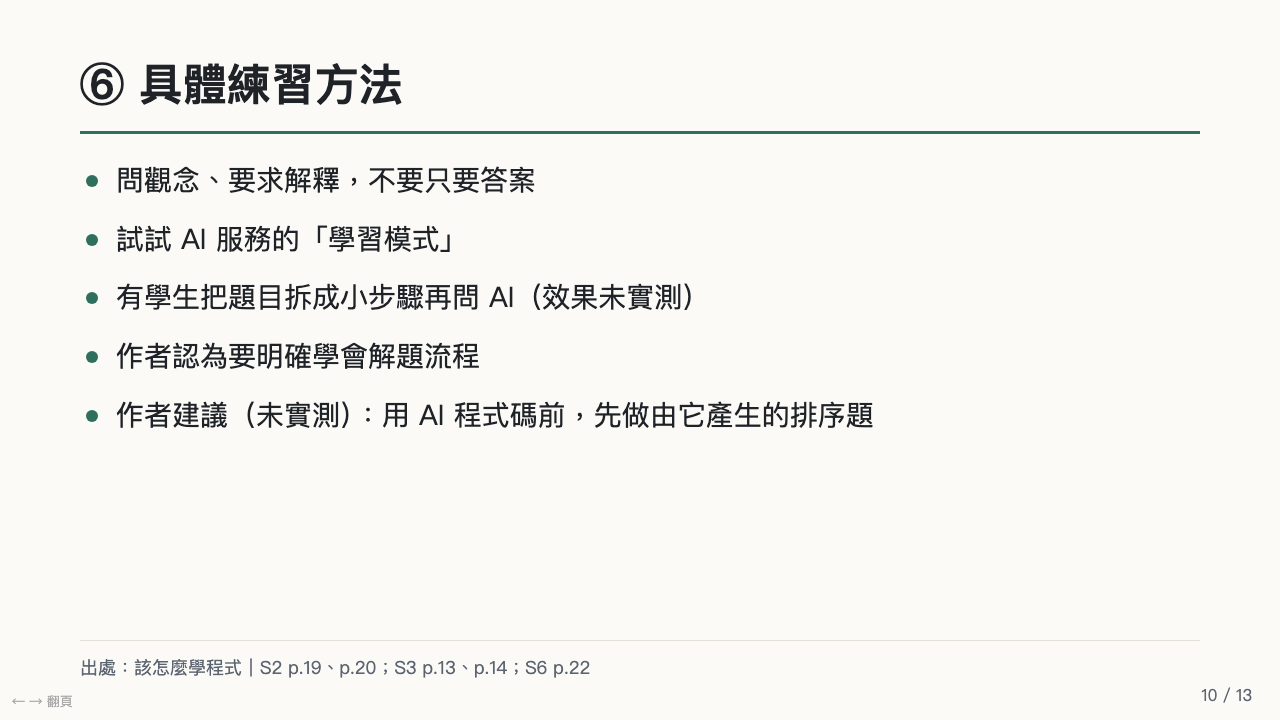 ⑥ 具體練習方法
問觀念、要求解釋，不要只要答案
試試 AI 服務的「學習模式」
有學生把題目拆成小步驟再問 AI（效果未實測）
作者認為要明確學會解題流程
作者建議（未實測）：用 AI 程式碼前，先做由它產生的排序題
出處：該怎麼學程式｜S2 p.19、p.20；S3 p.13、p.14；S6 p.22
← → 翻頁
10 / 13